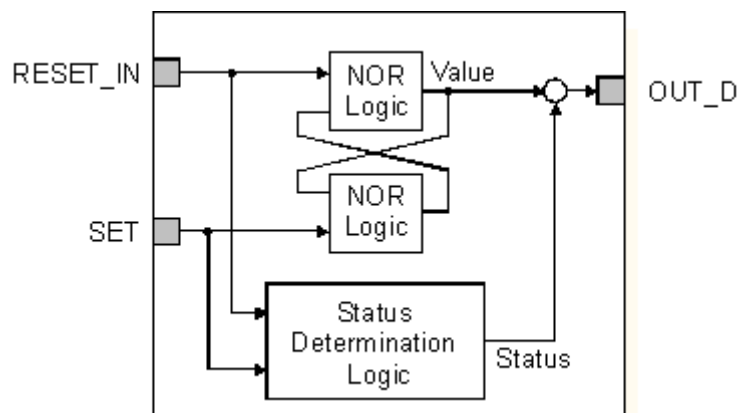 RESET_IN
NOR
Logic
Value
OUT_D
NOR
Logic
SET
Status
Determination
Logic
Status